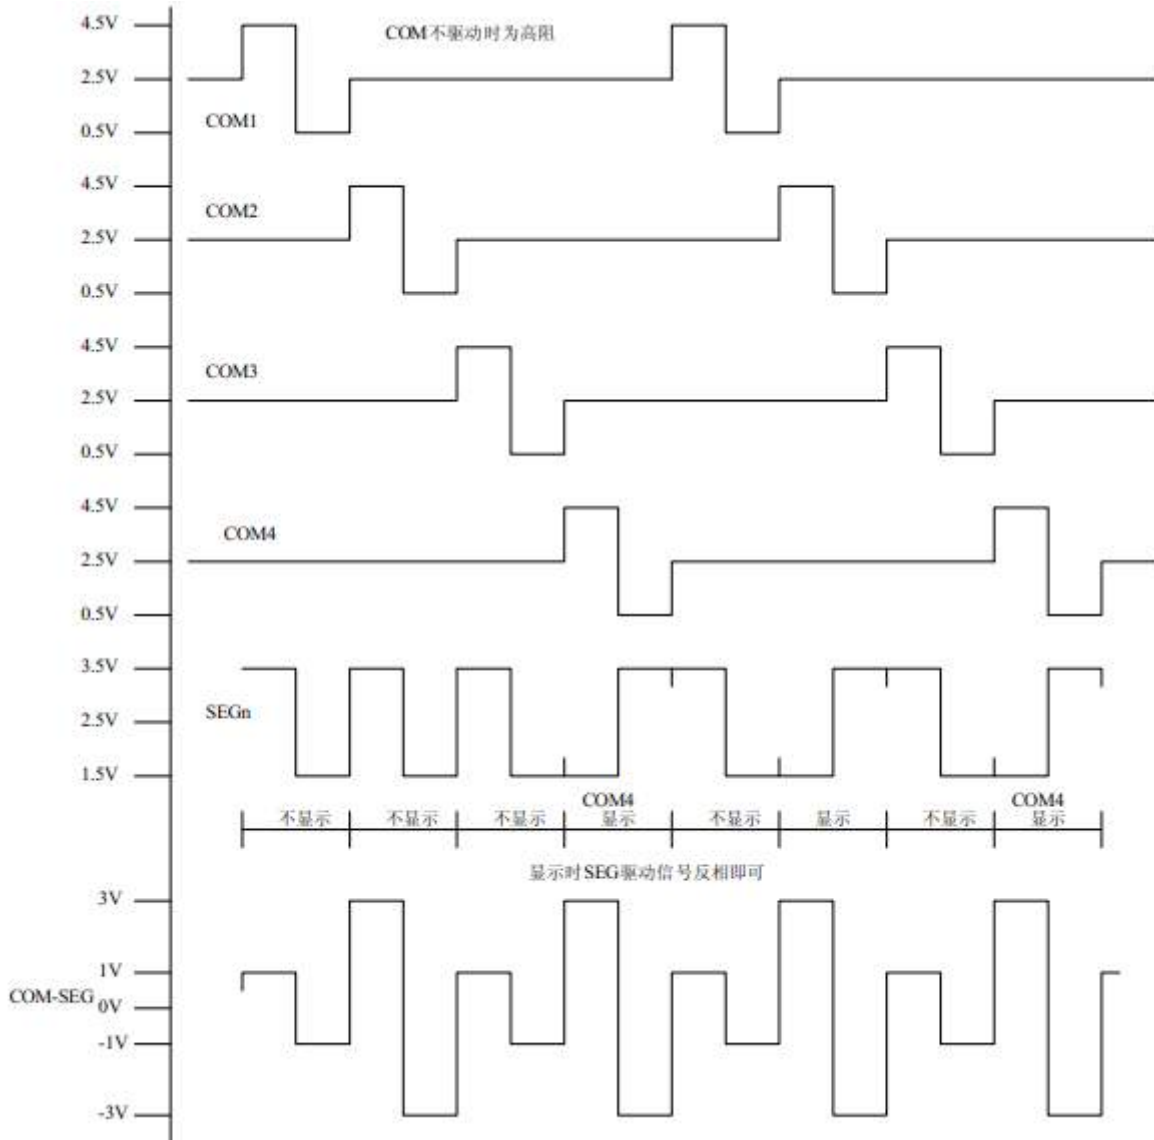 4.5V
COM不驱动时为高阻
2.5V
COM1
0.5V
4.5V
COM2
2.5V
0.5V
4.5V
COM3
2.5V
0.5V
4.5V
COM4
2.5V
0.5V
3.5V
SEGn
2.5V
1.5V
COM4 COM4
不显示 不显示 不显示 显示 不显示 显示 不显示 显示
显示时SEG驱动信号反相即可
3V
1V
COM-SEG
0V
-1V
-3V